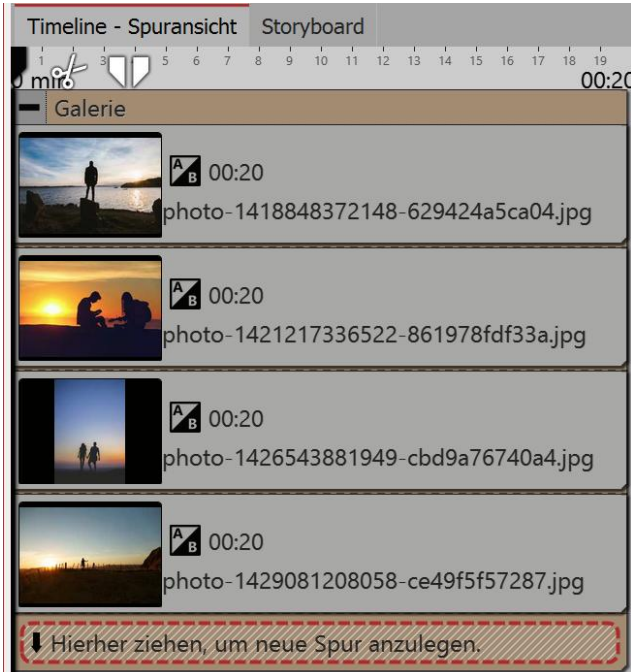 Timeline - Spuransicht Storyboard
1 3 5 6 7 8 9 10 11 12 13 14 15 16 17 18 19
0 min 00:20
Galerie
A B 00:20
photo-1418848372148-629424a5ca04.jpg
A B 00:20
photo-1421217336522-861978fdf33a.jpg
A B 00:20
photo-1426543881949-cbd9a76740a4.jpg
A B 00:20
photo-1429081208058-ce49f5f57287.jpg
Hierher ziehen, um neue Spur anzulegen.